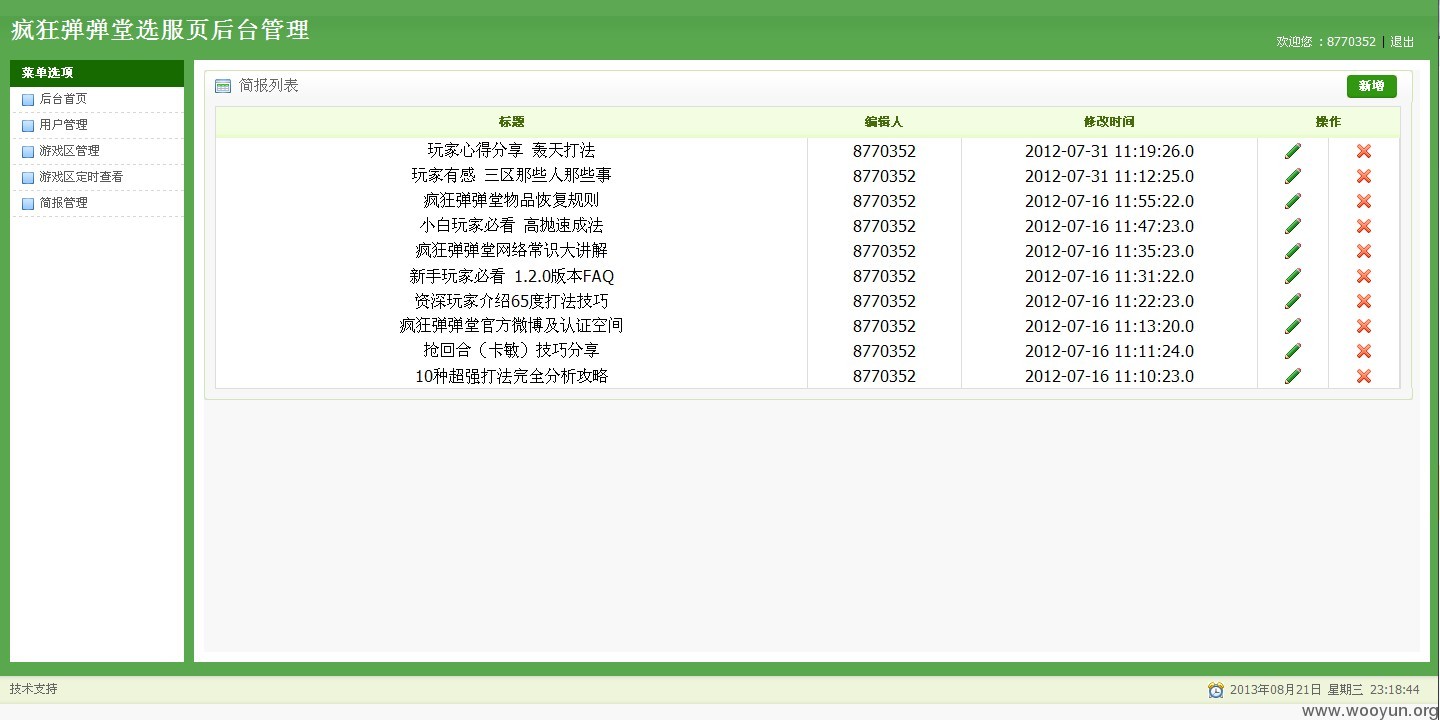 疯狂弹弹堂选服页后台管理
欢迎您 : 8770352 | 退出
菜单选项
后台首页
用户管理
游戏区管理
游戏区定时查看
简报管理
简报列表
新增
标题 编辑人 修改时间 操作
玩家心得分享 轰天打法 8770352 2012-07-31 11:19:26.0
玩家有感 三区那些人那些事 8770352 2012-07-31 11:12:25.0
疯狂弹弹堂物品恢复规则 8770352 2012-07-16 11:55:22.0
小白玩家必看 高抛速成法 8770352 2012-07-16 11:47:23.0
疯狂弹弹堂网络常识大讲解 8770352 2012-07-16 11:35:23.0
新手玩家必看 1.2.0版本FAQ 8770352 2012-07-16 11:31:22.0
资深玩家介绍65度打法技巧 8770352 2012-07-16 11:22:23.0
疯狂弹弹堂官方微博及认证空间 8770352 2012-07-16 11:13:20.0
抢回合（卡敏）技巧分享 8770352 2012-07-16 11:11:24.0
10种超强打法完全分析攻略 8770352 2012-07-16 11:10:23.0
技术支持
2013年08月21日 星期三 23:18:44
www.wooyun.org